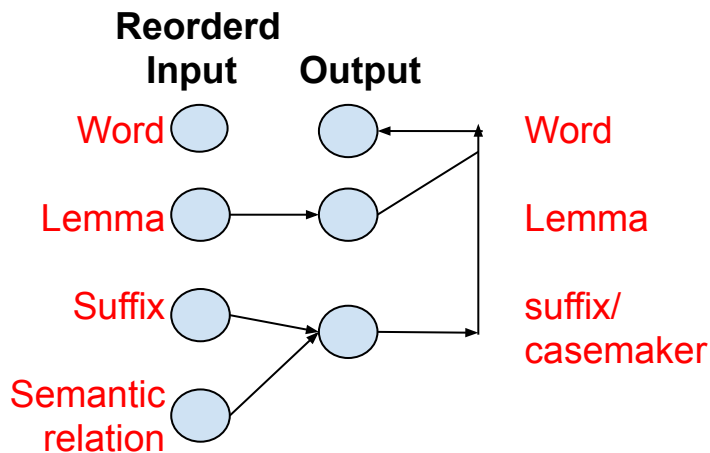 Reorderd
Input
Output
Word
Word
Lemma
Lemma
Suffix
suffix/
casemaker
Semantic
relation